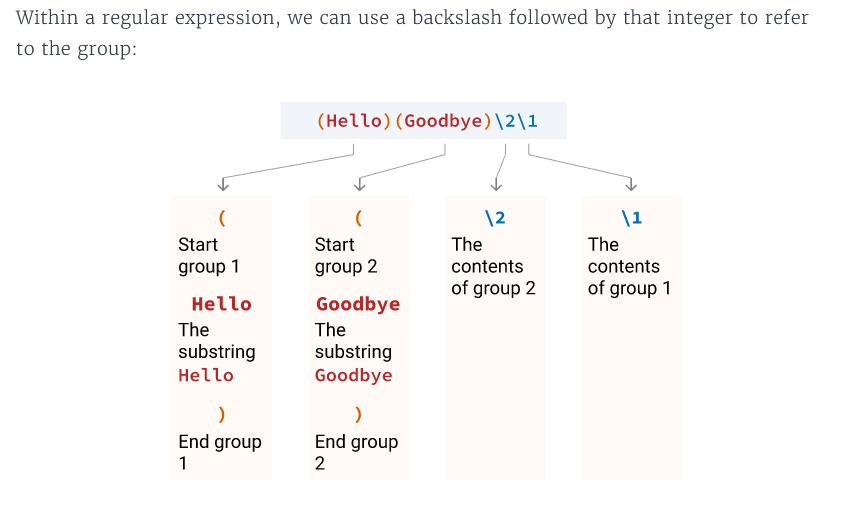 Within a regular expression, we can use a backslash followed by that integer to refer
to the group:
(Hello)(Goodbye)\2\1
(
Start
group 1
Hello
The
substring
Hello
)
End group
1
(
Start
group 2
Goodbye
The
substring
Goodbye
)
End group
2
\2
The
contents
of group 2
\1
The
contents
of group 1